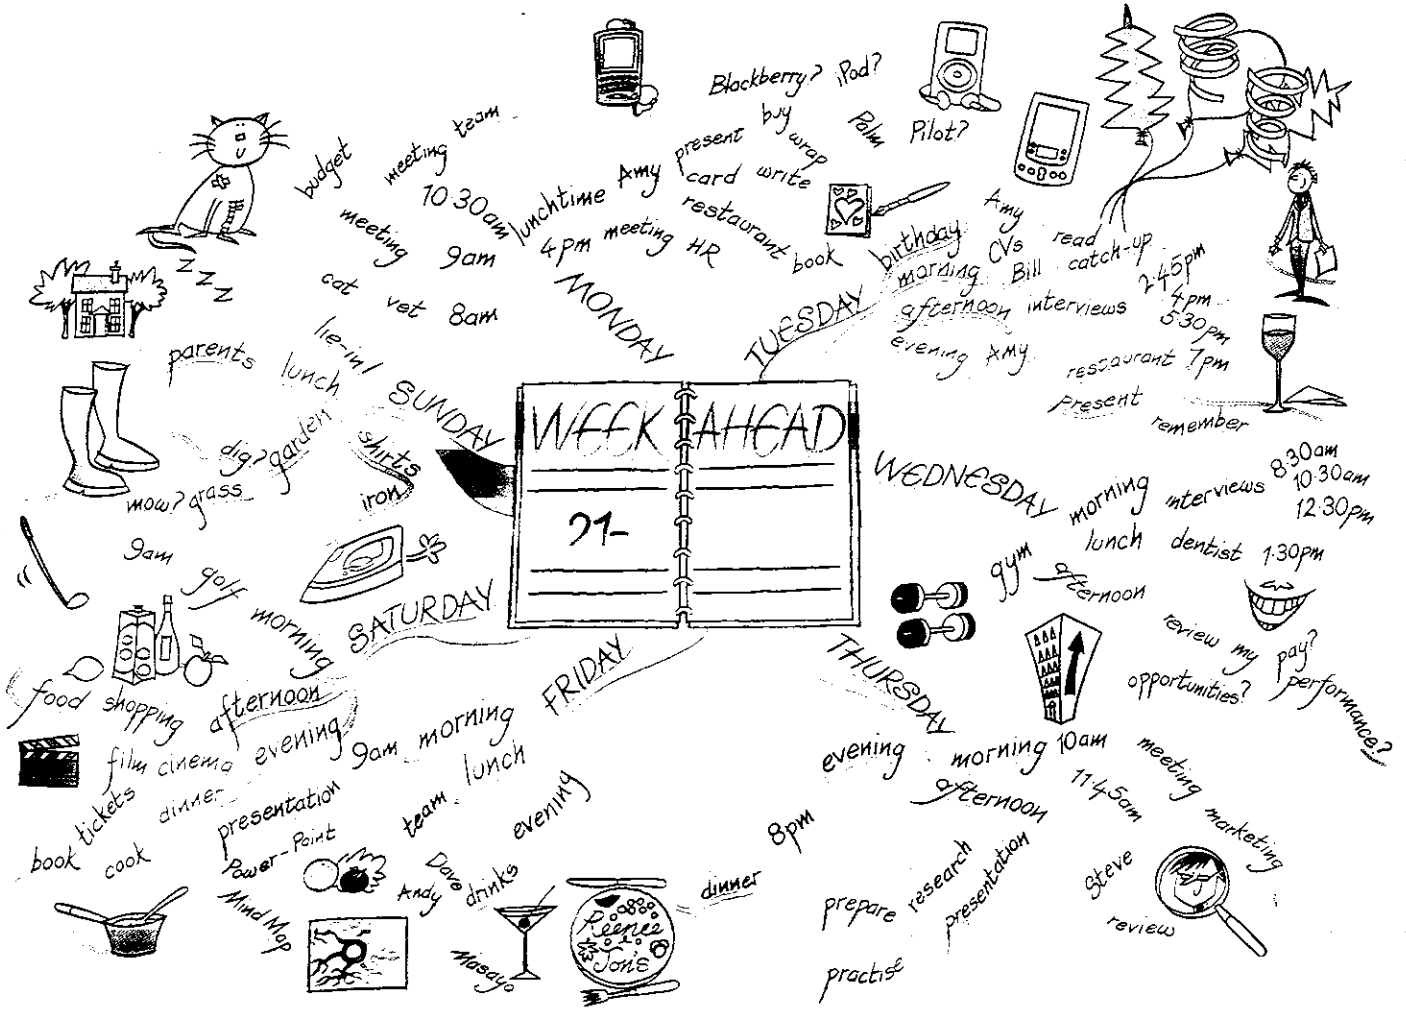 WEEK AHEAD
MONDAY
cat vet 8am
meeting 9am
budget
meeting team
10:30am
lunchtime Amy present buy
wrap
card write
Blackberry? iPod?
Palm Pilot?
4pm meeting HR
restaurant book
TUESDAY
birthday Amy
morning CVs read
Bill catch-up
afternoon interviews 2:45pm
4pm
5:30pm
evening Amy restaurant 7pm
present remember
WEDNESDAY
morning interviews 8:30am
10:30am
12:30pm
lunch dentist 1:30pm
afternoon
gym
THURSDAY
morning 10am
review my pay?
performance?
opportunities?
11:45am meeting marketing
Steve
review
afternoon
research
presentation
prepare
practise
evening
8pm
dinner
Reenee
&
Jon's
FRIDAY
morning 9am
presentation
Power-Point
Mind Map
lunch
team
Dave
Andy
evening
drinks
Masayo
SATURDAY
morning
golf
9am
afternoon
shopping
food
evening
cinema film
tickets
book
dinner
cook
SUNDAY
lie-in!
lunch parents
garden
dig?
grass
mow?
shirts
iron
z z z